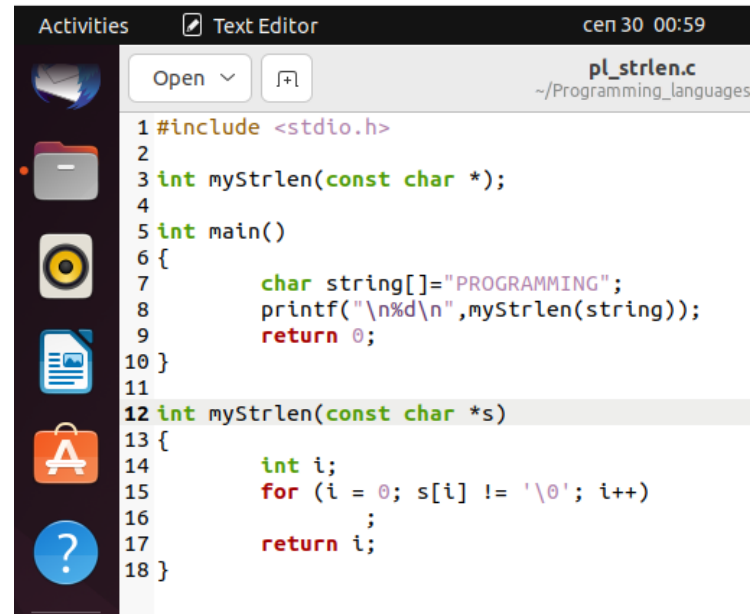 Activities Text Editor сеп 30 00:59
Open pl_strlen.c
~/Programming_languages
1 #include <stdio.h>
2
3 int myStrlen(const char *);
4
5 int main()
6 {
7         char string[]="PROGRAMMING";
8         printf("\n%d\n",myStrlen(string));
9         return 0;
10 }
11
12 int myStrlen(const char *s)
13 {
14         int i;
15         for (i = 0; s[i] != '\0'; i++)
16                 ;
17         return i;
18 }